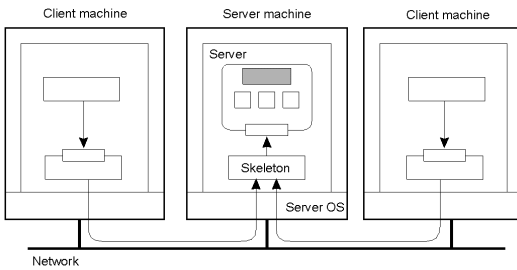 Client machine
Server machine
Client machine
Server
Skeleton
Server OS
Network